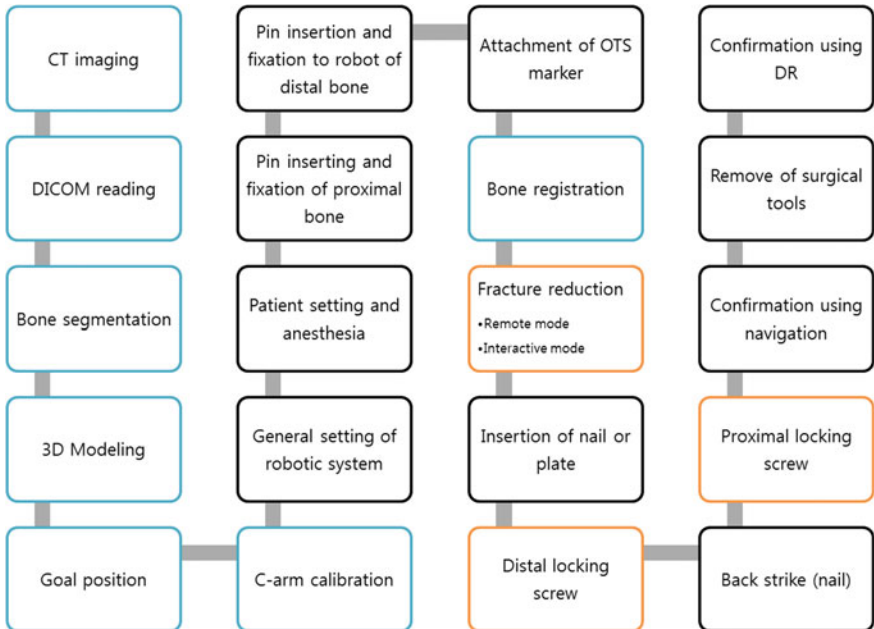 CT imaging
DICOM reading
Bone segmentation
3D Modeling
Goal position
Pin insertion and
fixation to robot of
distal bone
Pin inserting and
fixation of proximal
bone
Patient setting and
anesthesia
General setting of
robotic system
C-arm calibration
Attachment of OTS
marker
Bone registration
Fracture reduction
•Remote mode
•Interactive mode
Insertion of nail or
plate
Distal locking
screw
Confirmation using
DR
Remove of surgical
tools
Confirmation using
navigation
Proximal locking
screw
Back strike (nail)